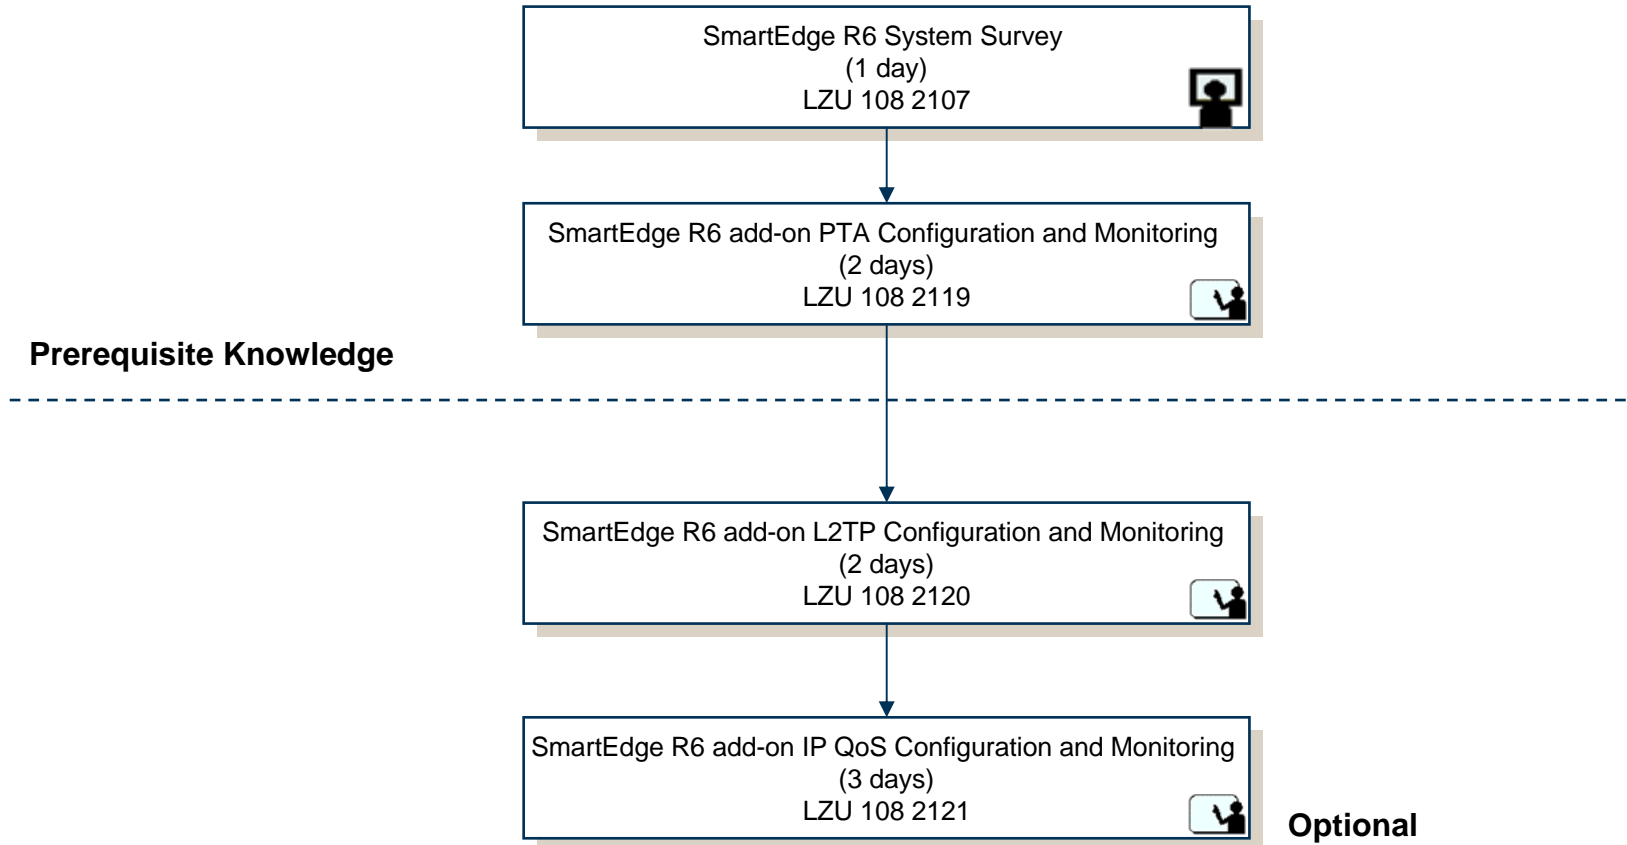 SmartEdge R6 System Survey
(1 day)
LZU 108 2107
SmartEdge R6 add-on PTA Configuration and Monitoring
(2 days)
LZU 108 2119
Prerequisite Knowledge
SmartEdge R6 add-on L2TP Configuration and Monitoring
(2 days)
LZU 108 2120
SmartEdge R6 add-on IP QoS Configuration and Monitoring
(3 days)
LZU 108 2121
Optional